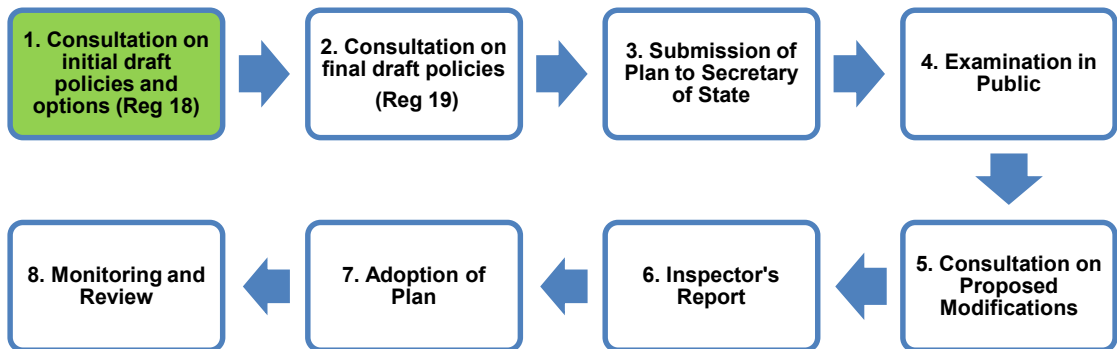 1. Consultation on
initial draft
policies and
options (Reg 18)
2. Consultation on
final draft policies
(Reg 19)
3. Submission of
Plan to Secretary
of State
4. Examination in
Public
5. Consultation on
Proposed
Modifications
6. Inspector's
Report
7. Adoption of
Plan
8. Monitoring and
Review